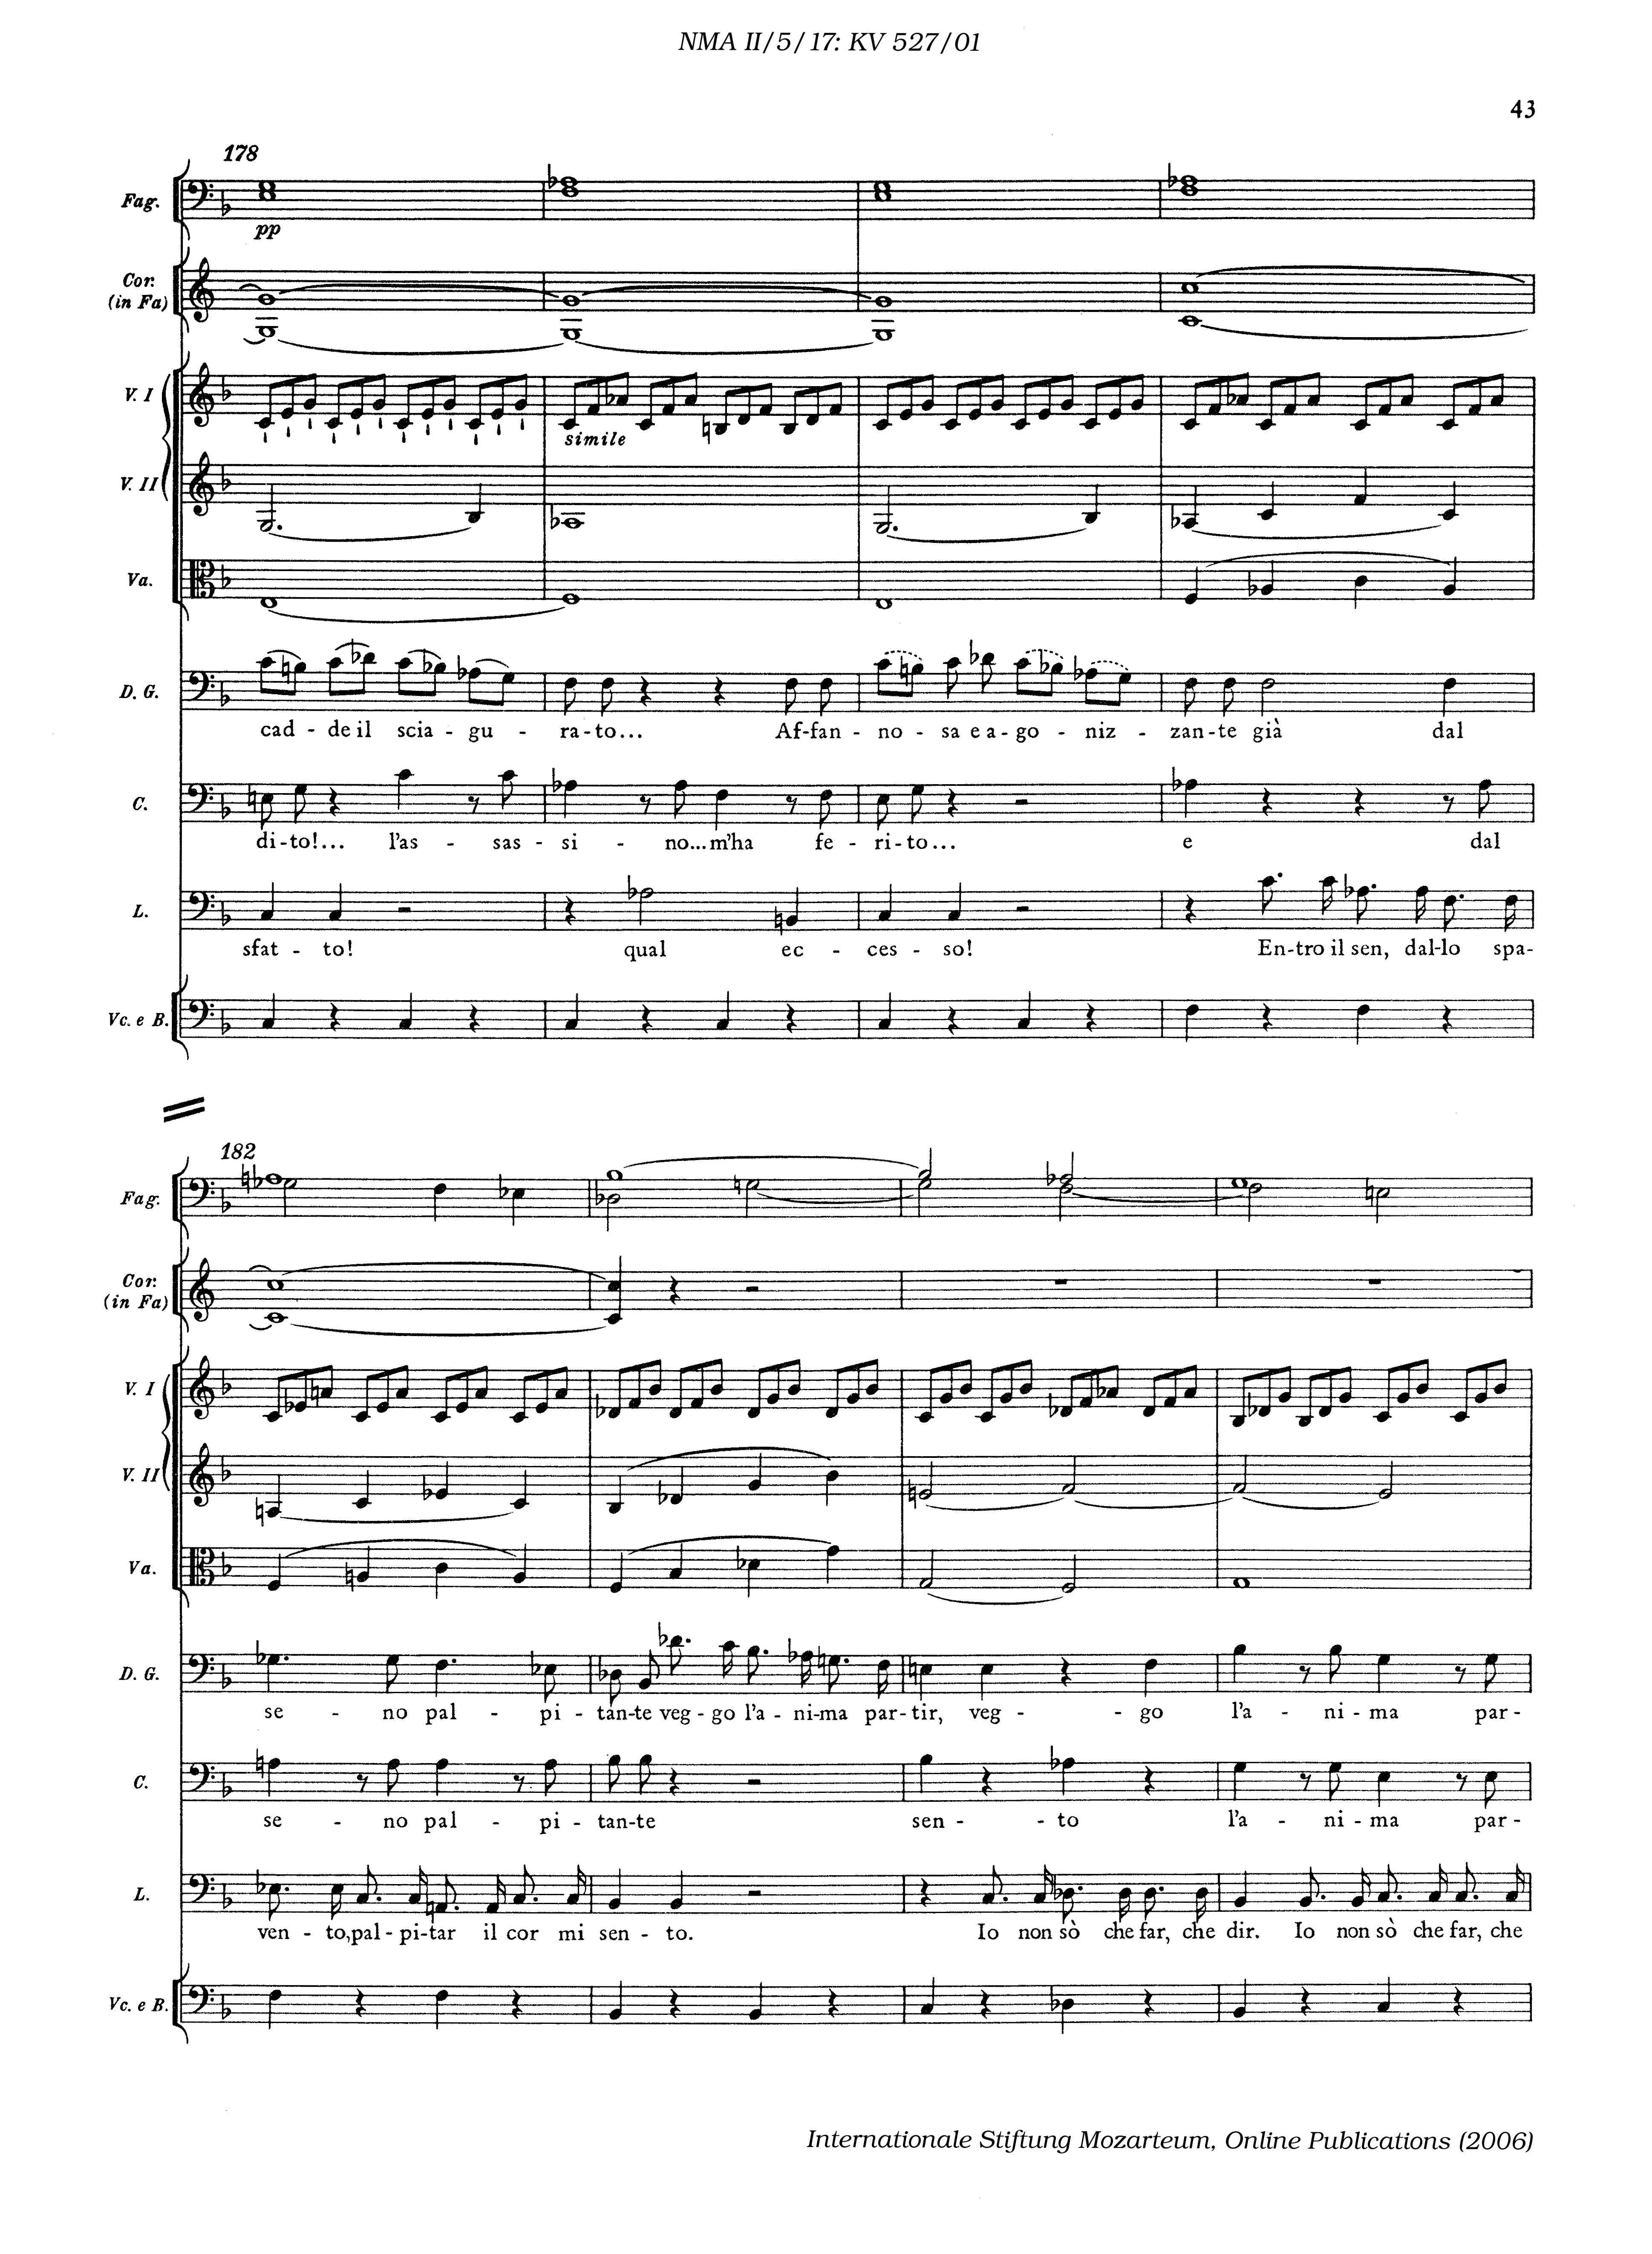 NMA II/5/17: KV 527/01
43
178
Fag.
pp
Cor.
(in Fa)
V. I
simile
V. II
Va.
D. G.
cad - de il scia - gu - ra - to... Af-fan - no - sa e a - go - niz - zan - te già dal
C.
di - to!... l'as - sas - si - no... m'ha fe - ri - to... e dal
L.
sfat - to! qual ec - ces - so! En-tro il sen, dal-lo spa-
Vc. e B.
182
Fag.
Cor.
(in Fa)
V. I
V. II
Va.
D. G.
se - no pal - pi - tan-te veg - go l'a - ni-ma par-tir, veg - - go l'a - ni - ma par -
C.
se - no pal - pi - tan-te sen - - to l'a - ni - ma par -
L.
ven - to, pal - pi-tar il cor mi sen - to. Io non sò che far, che dir. Io non sò che far, che
Vc. e B.
Internationale Stiftung Mozarteum, Online Publications (2006)